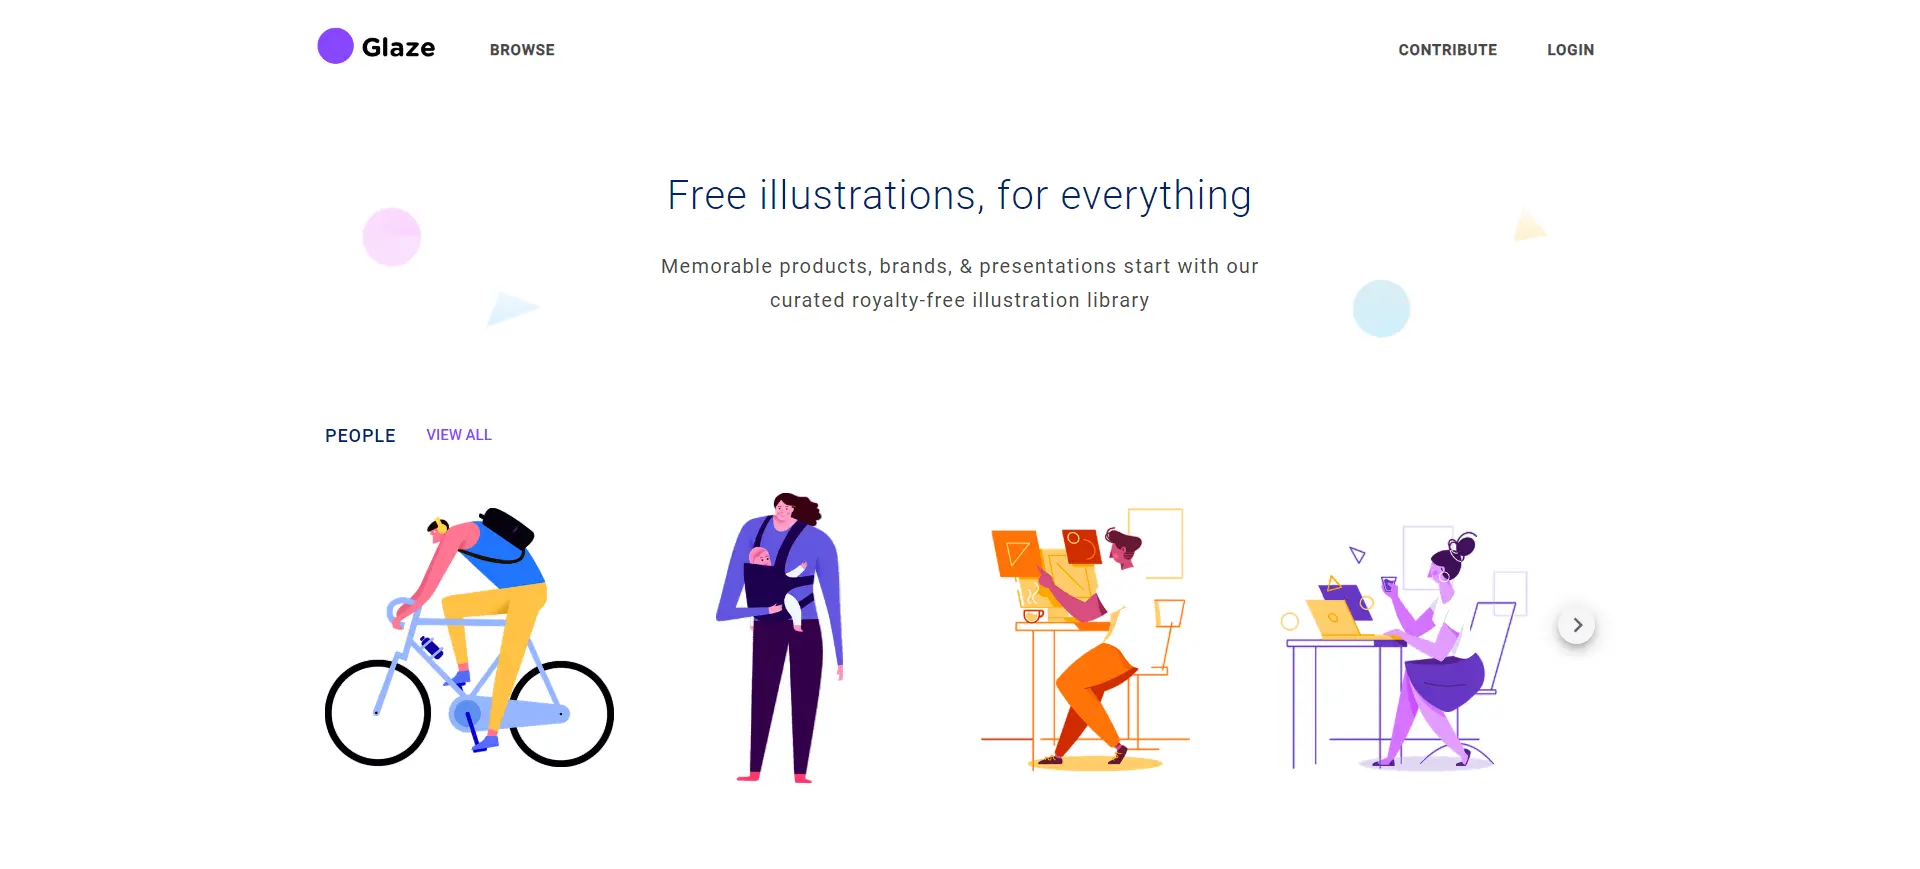 Glaze
BROWSE
CONTRIBUTE
LOGIN
Free illustrations, for everything
Memorable products, brands, & presentations start with our
curated royalty-free illustration library
PEOPLE
VIEW ALL